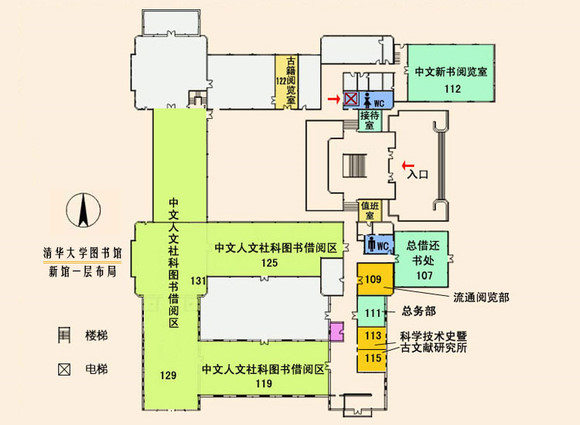 古籍阅览室
122
中文新书阅览室
112
WC
接待室
入口
值班室
WC
总借还
书处
107
中文人文社科图书借阅区
中文人文社科图书借阅区
125
131
清华大学图书馆
新馆一层布局
109
流通阅览部
111
总务部
113
科学技术史暨
115
古文献研究所
楼梯
电梯
129
中文人文社科图书借阅区
119